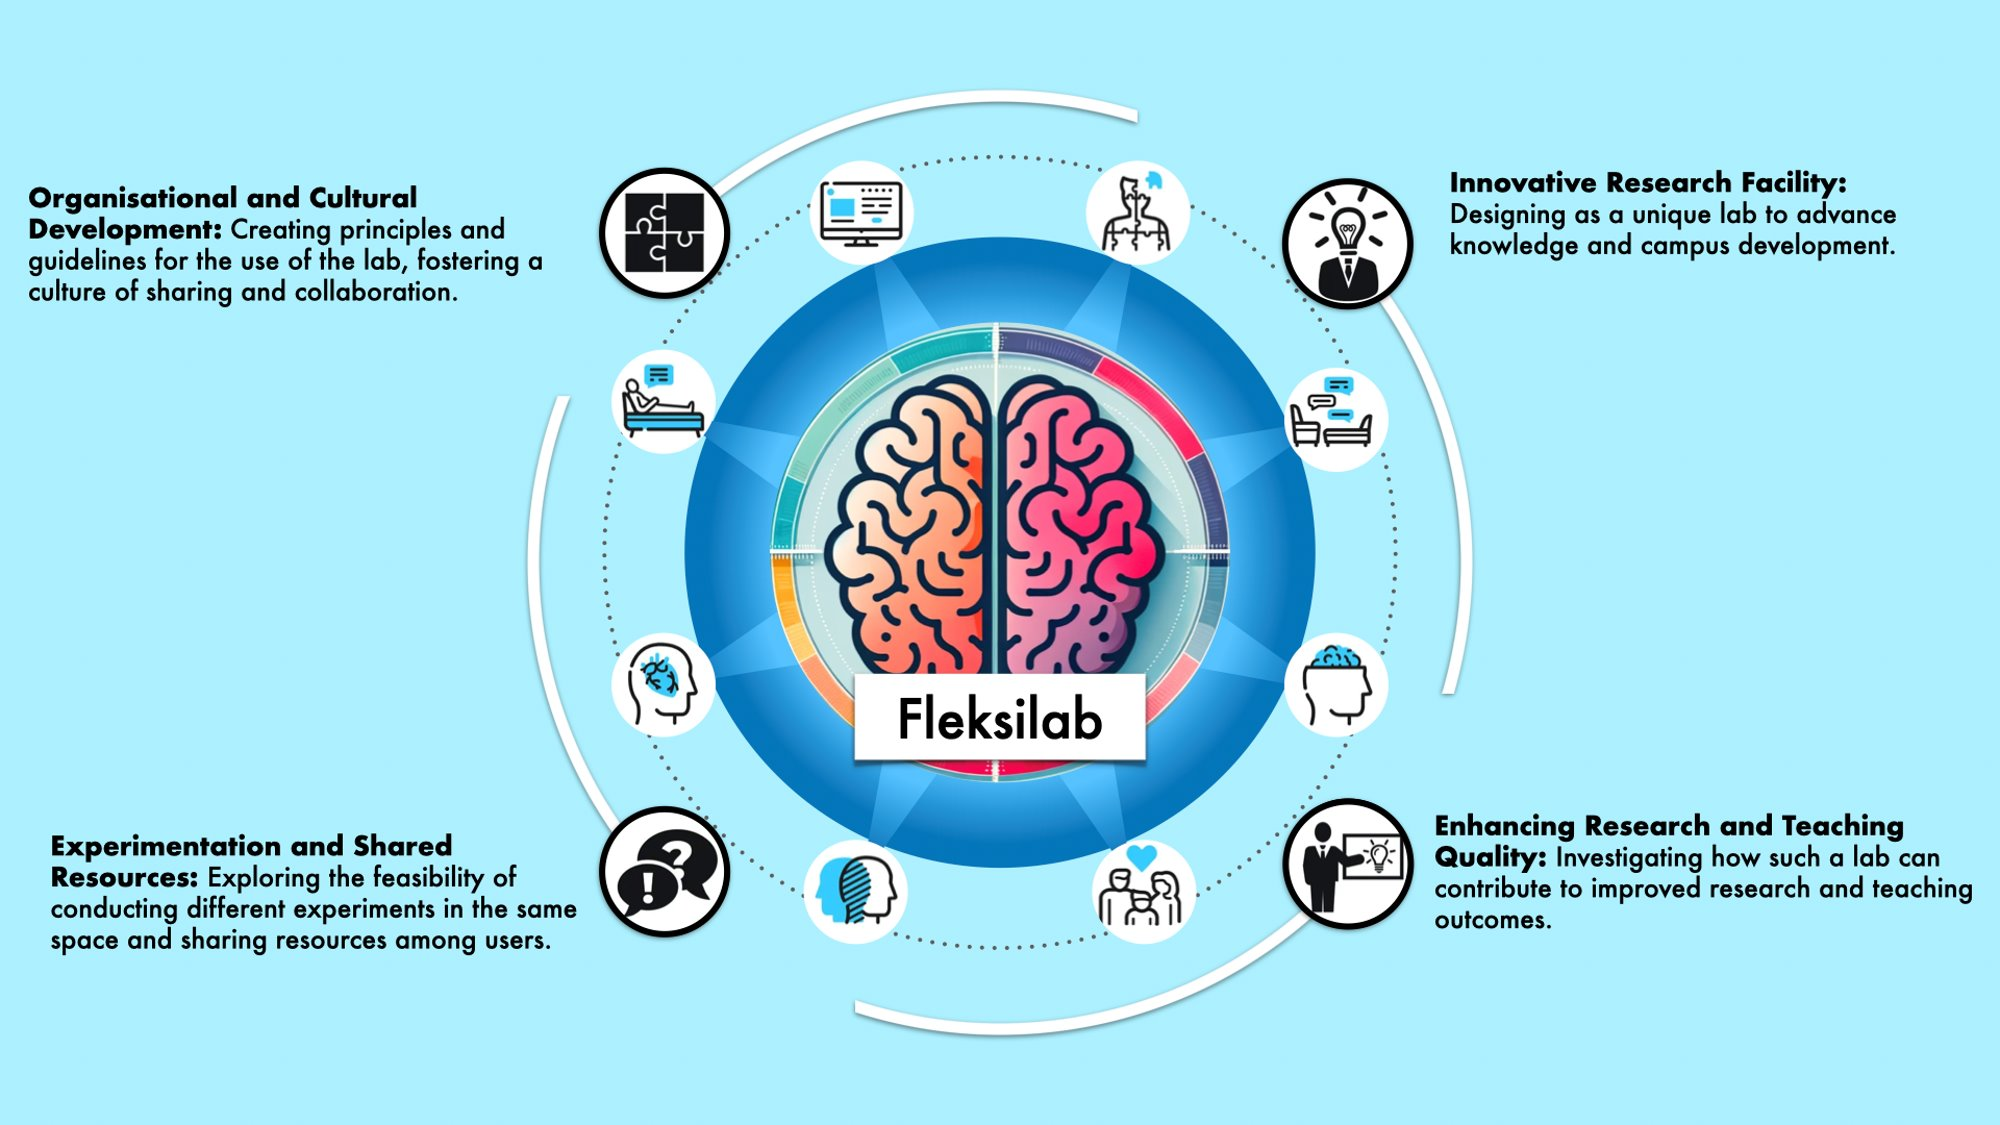 Organisational and Cultural
Development: Creating principles and
guidelines for the use of the lab, fostering a
culture of sharing and collaboration.
Innovative Research Facility:
Designing as a unique lab to advance
knowledge and campus development.
Fleksilab
Experimentation and Shared
Resources: Exploring the feasibility of
conducting different experiments in the same
space and sharing resources among users.
Enhancing Research and Teaching
Quality: Investigating how such a lab can
contribute to improved research and teaching
outcomes.